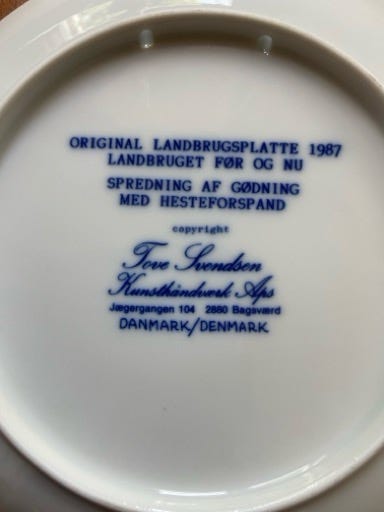 ORIGINAL LANDBRUGSPLATTE 1987
LANDBRUGET FØR OG NU
SPREDNING AF GØDNING
MED HESTEFORSPAND
copyright
Tove Svendsen
Kunsthåndværk Aps
Jægergangen 104 2880 Bagsværd
DANMARK/DENMARK